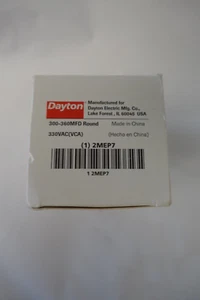 Dayton
Manufactured for
Dayton Electric Mfg. Co.,
Lake Forest, IL 60045 USA
300-360MFD Round
Made in China
330VAC(VCA)
(Hecho en China)
(1) 2MEP7
1 2MEP7